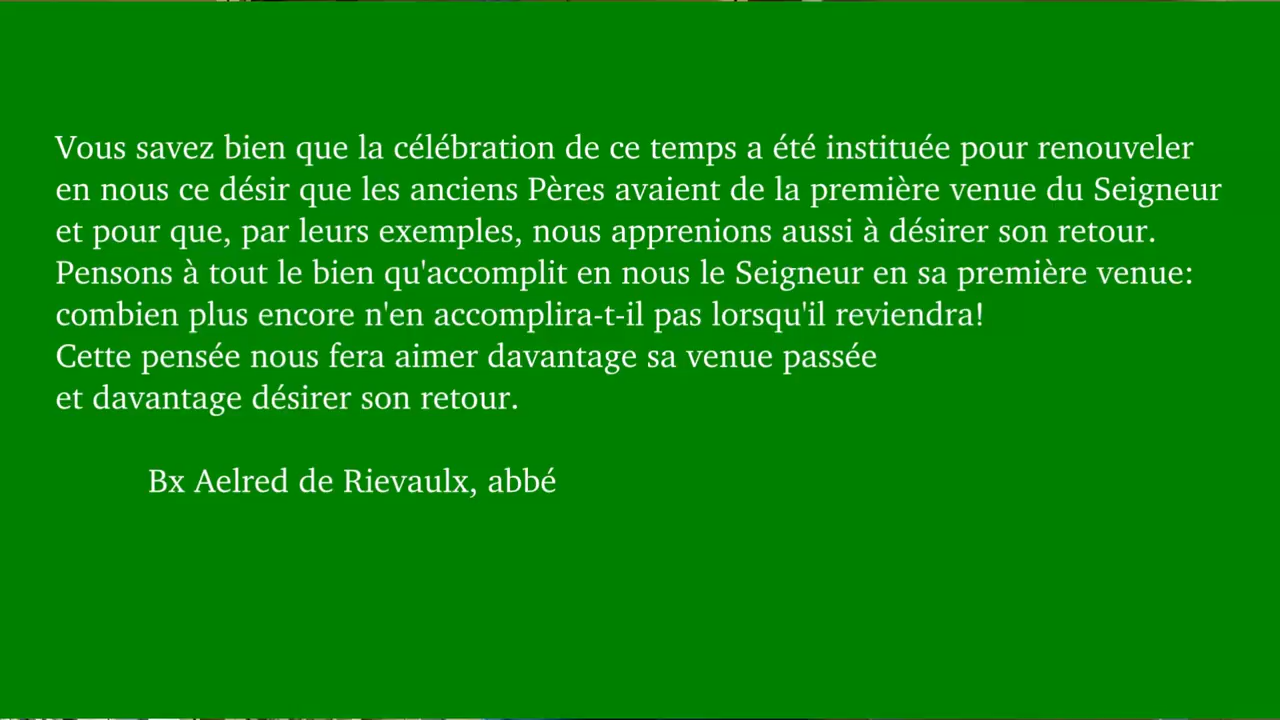 Vous savez bien que la célébration de ce temps a été instituée pour renouveler
en nous ce désir que les anciens Pères avaient de la première venue du Seigneur
et pour que, par leurs exemples, nous apprenions aussi à désirer son retour.
Pensons à tout le bien qu'accomplit en nous le Seigneur en sa première venue:
combien plus encore n'en accomplira-t-il pas lorsqu'il reviendra!
Cette pensée nous fera aimer davantage sa venue passée
et davantage désirer son retour.
Bx Aelred de Rievaulx, abbé